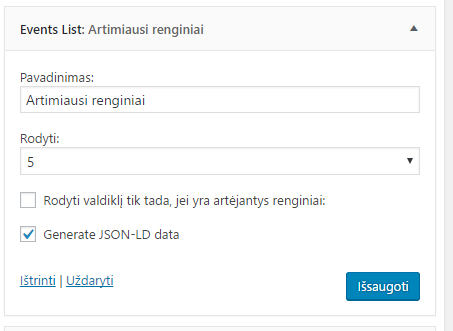 Events List: Artimiausi renginiai
Pavadinimas:
Artimiausi renginiai
Rodyti:
5
Rodyti valdiklį tik tada, jei yra artėjantys renginiai:
Generate JSON-LD data
Ištrinti | Uždaryti
Išsaugoti